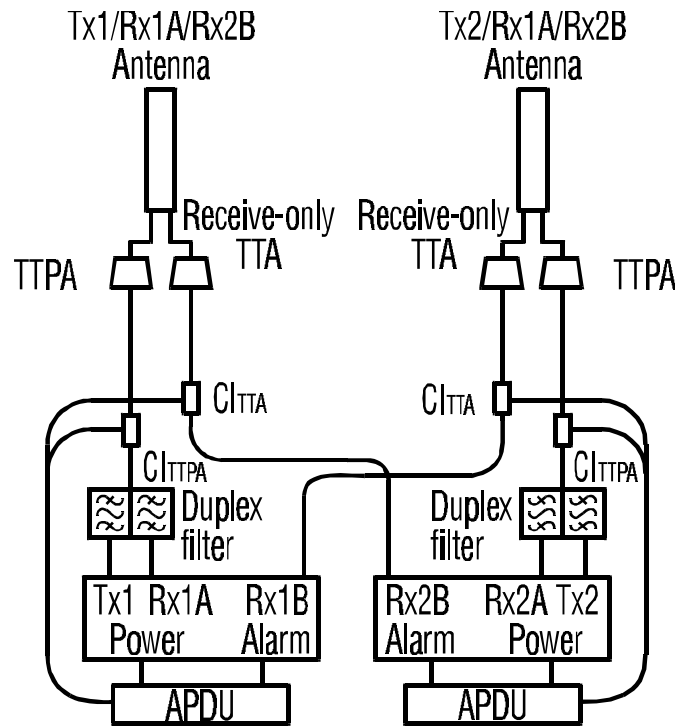 Tx1/Rx1A/Rx2B
Antenna
Tx2/Rx1A/Rx2B
Antenna
Receive-only
TTA
Receive-only
TTA
TTPA
TTPA
CITTA
CITTA
CITTPA
CITTPA
Duplex
filter
Duplex
filter
Tx1 Rx1A Rx1B
Power Alarm
Rx2B Rx2A Tx2
Alarm Power
APDU
APDU